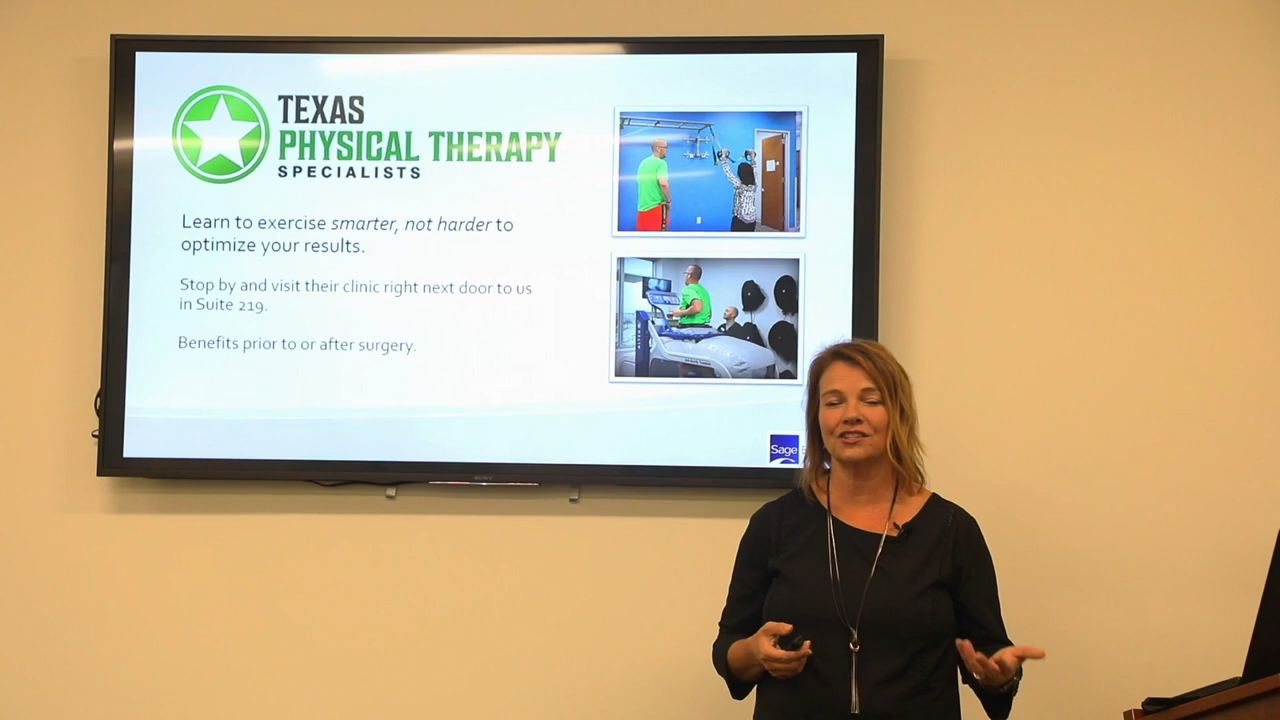 TEXAS
PHYSICAL THERAPY
SPECIALISTS
Learn to exercise smarter, not harder to
optimize your results.
Stop by and visit their clinic right next door to us
in Suite 219.
Benefits prior to or after surgery.
Sage
SONY